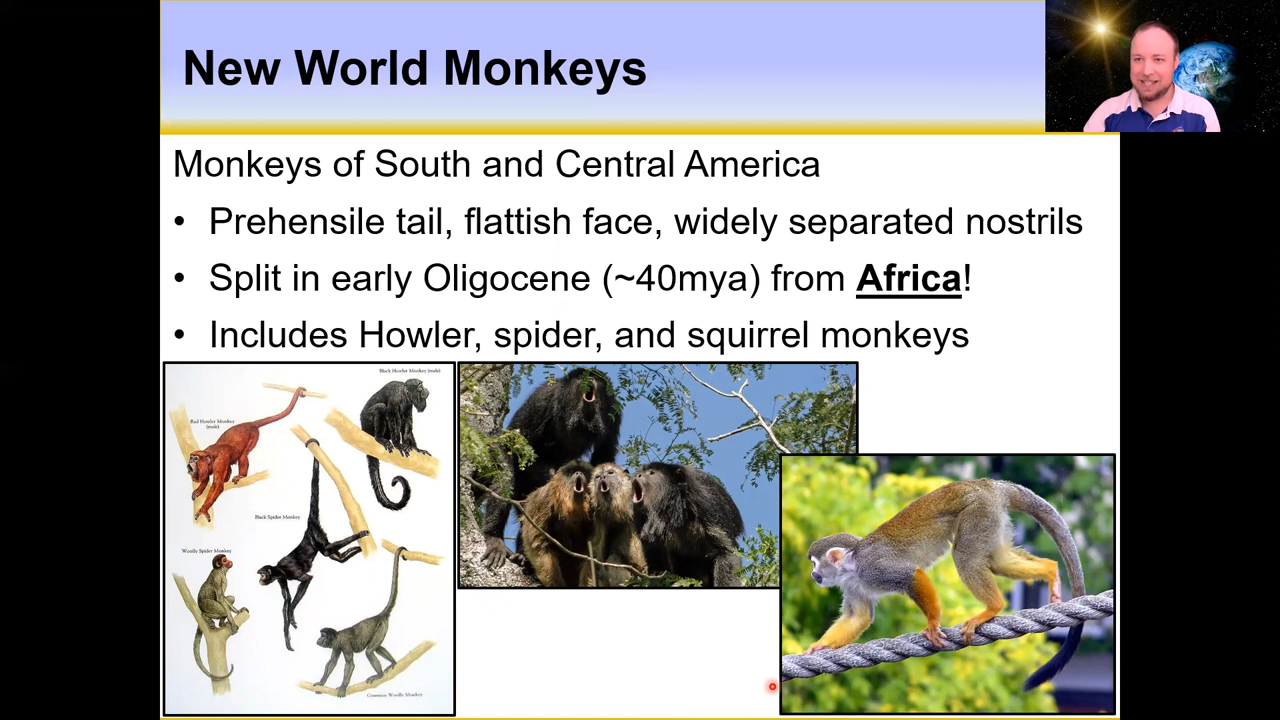 New World Monkeys
Monkeys of South and Central America
• Prehensile tail, flattish face, widely separated nostrils
• Split in early Oligocene (~40mya) from Africa!
• Includes Howler, spider, and squirrel monkeys
Black Howler Monkey (male)
Red Howler Monkey
(male)
Black Spider Monkey
Woolly Spider Monkey
Common Woolly Monkey